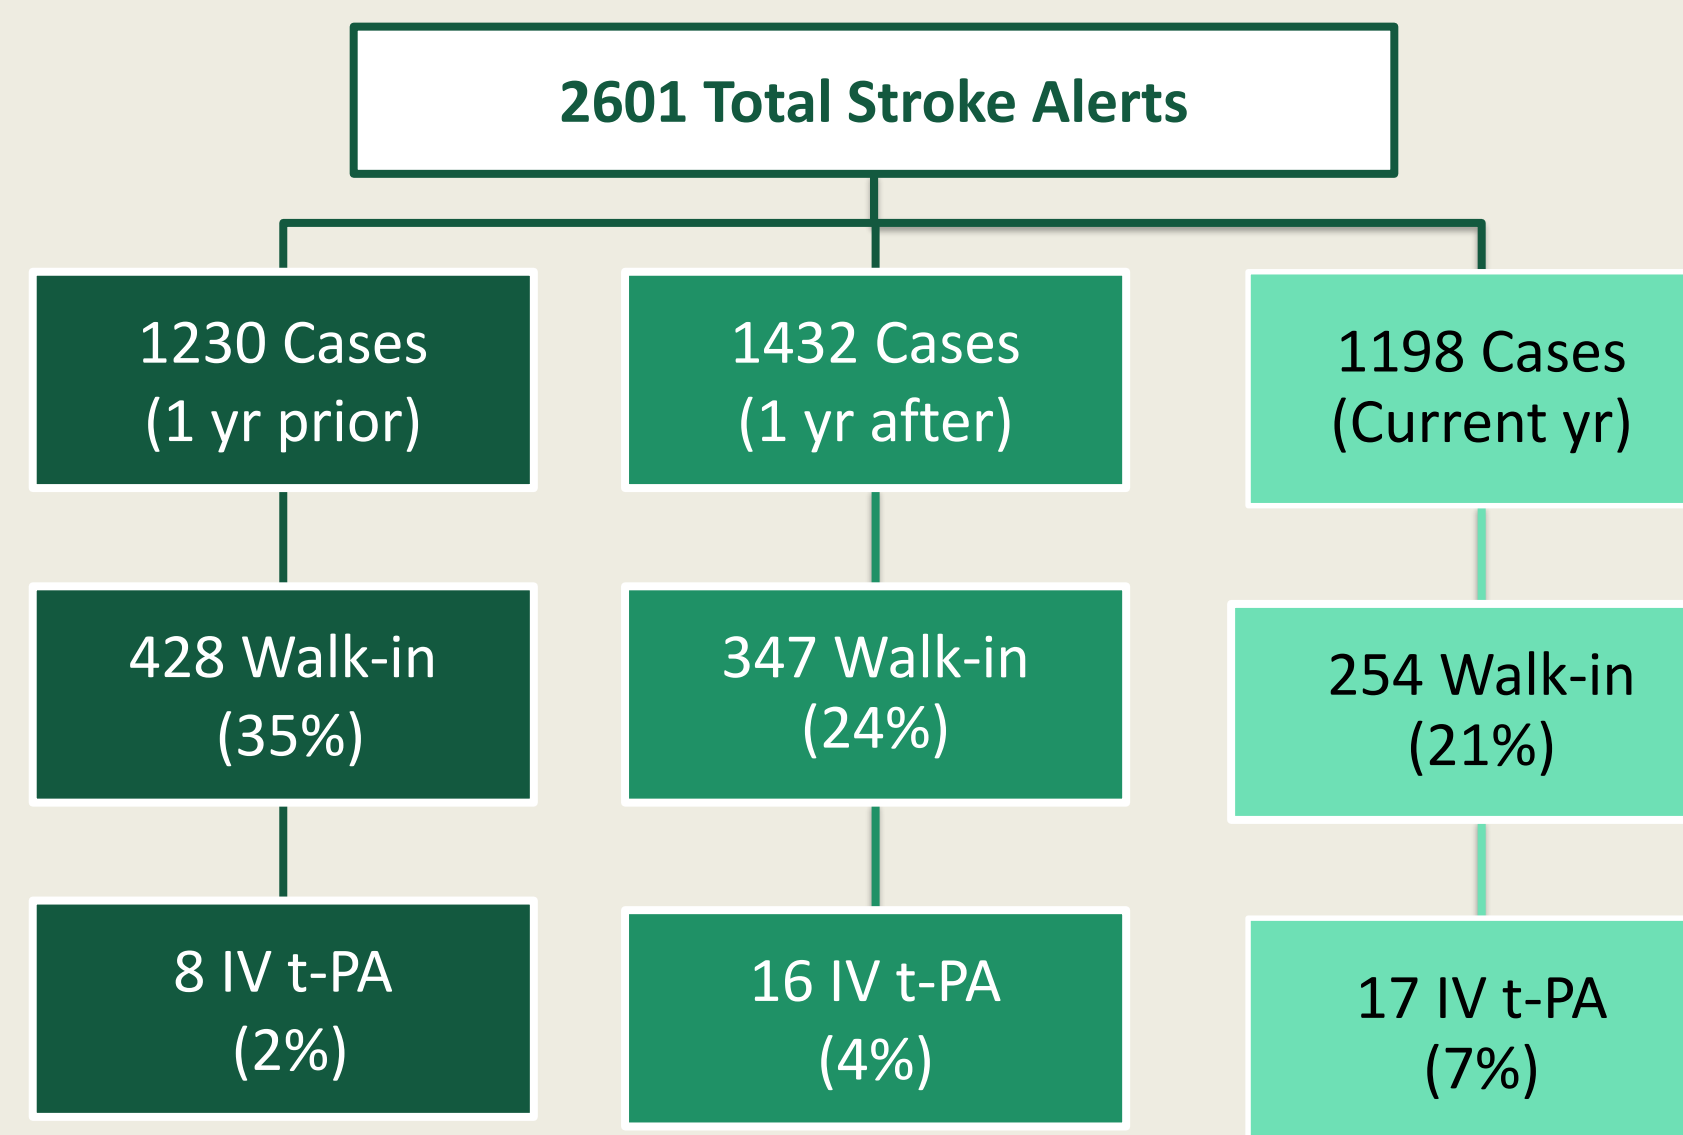 2601 Total Stroke Alerts
1230 Cases
(1 yr prior)
1432 Cases
(1 yr after)
1198 Cases
(Current yr)
428 Walk-in
(35%)
347 Walk-in
(24%)
254 Walk-in
(21%)
8 IV t-PA
(2%)
16 IV t-PA
(4%)
17 IV t-PA
(7%)